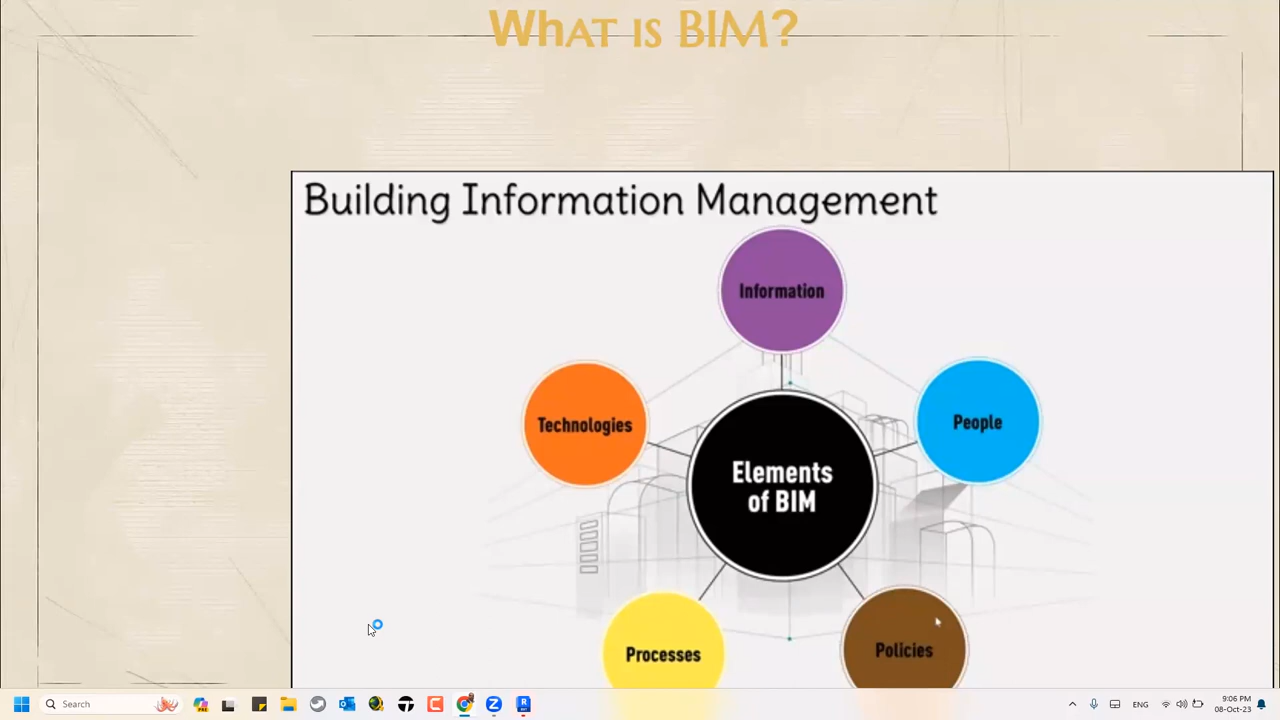 What is BIM?
Building Information Management
Information
Technologies
People
Elements
of BIM
Processes
Policies
Search
ENG
9:06 PM
08-Oct-23